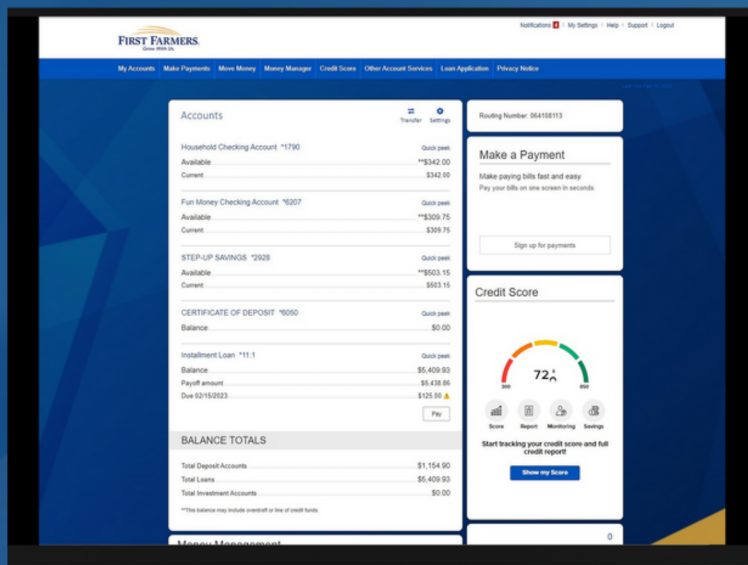 Notifications 4 | My Settings | Help | Support | Logout
FIRST FARMERS.
Grow With Us.
My Accounts Make Payments Move Money Money Manager Credit Score Other Account Services Loan Application Privacy Notice
Accounts
Transfer Settings
Household Checking Account *1790 Quick peek
Available **$342.00
Current $342.00
Fun Money Checking Account *6207 Quick peek
Available **$309.75
Current $309.75
STEP-UP SAVINGS *2928 Quick peek
Available **$503.15
Current $503.15
CERTIFICATE OF DEPOSIT *6050 Quick peek
Balance $0.00
Installment Loan *11:1 Quick peek
Balance $5,409.93
Payoff amount $5,438.86
Due 02/15/2023 $125.00
Pay
BALANCE TOTALS
Total Deposit Accounts $1,154.90
Total Loans $5,409.93
Total Investment Accounts $0.00
**This balance may include overdraft or line of credit funds.
Money Management
Routing Number: 064108113
Make a Payment
Make paying bills fast and easy
Pay your bills on one screen in seconds.
Sign up for payments
Credit Score
300 850
Score Report Monitoring Savings
Start tracking your credit score and full
credit report!
Show my Score
0